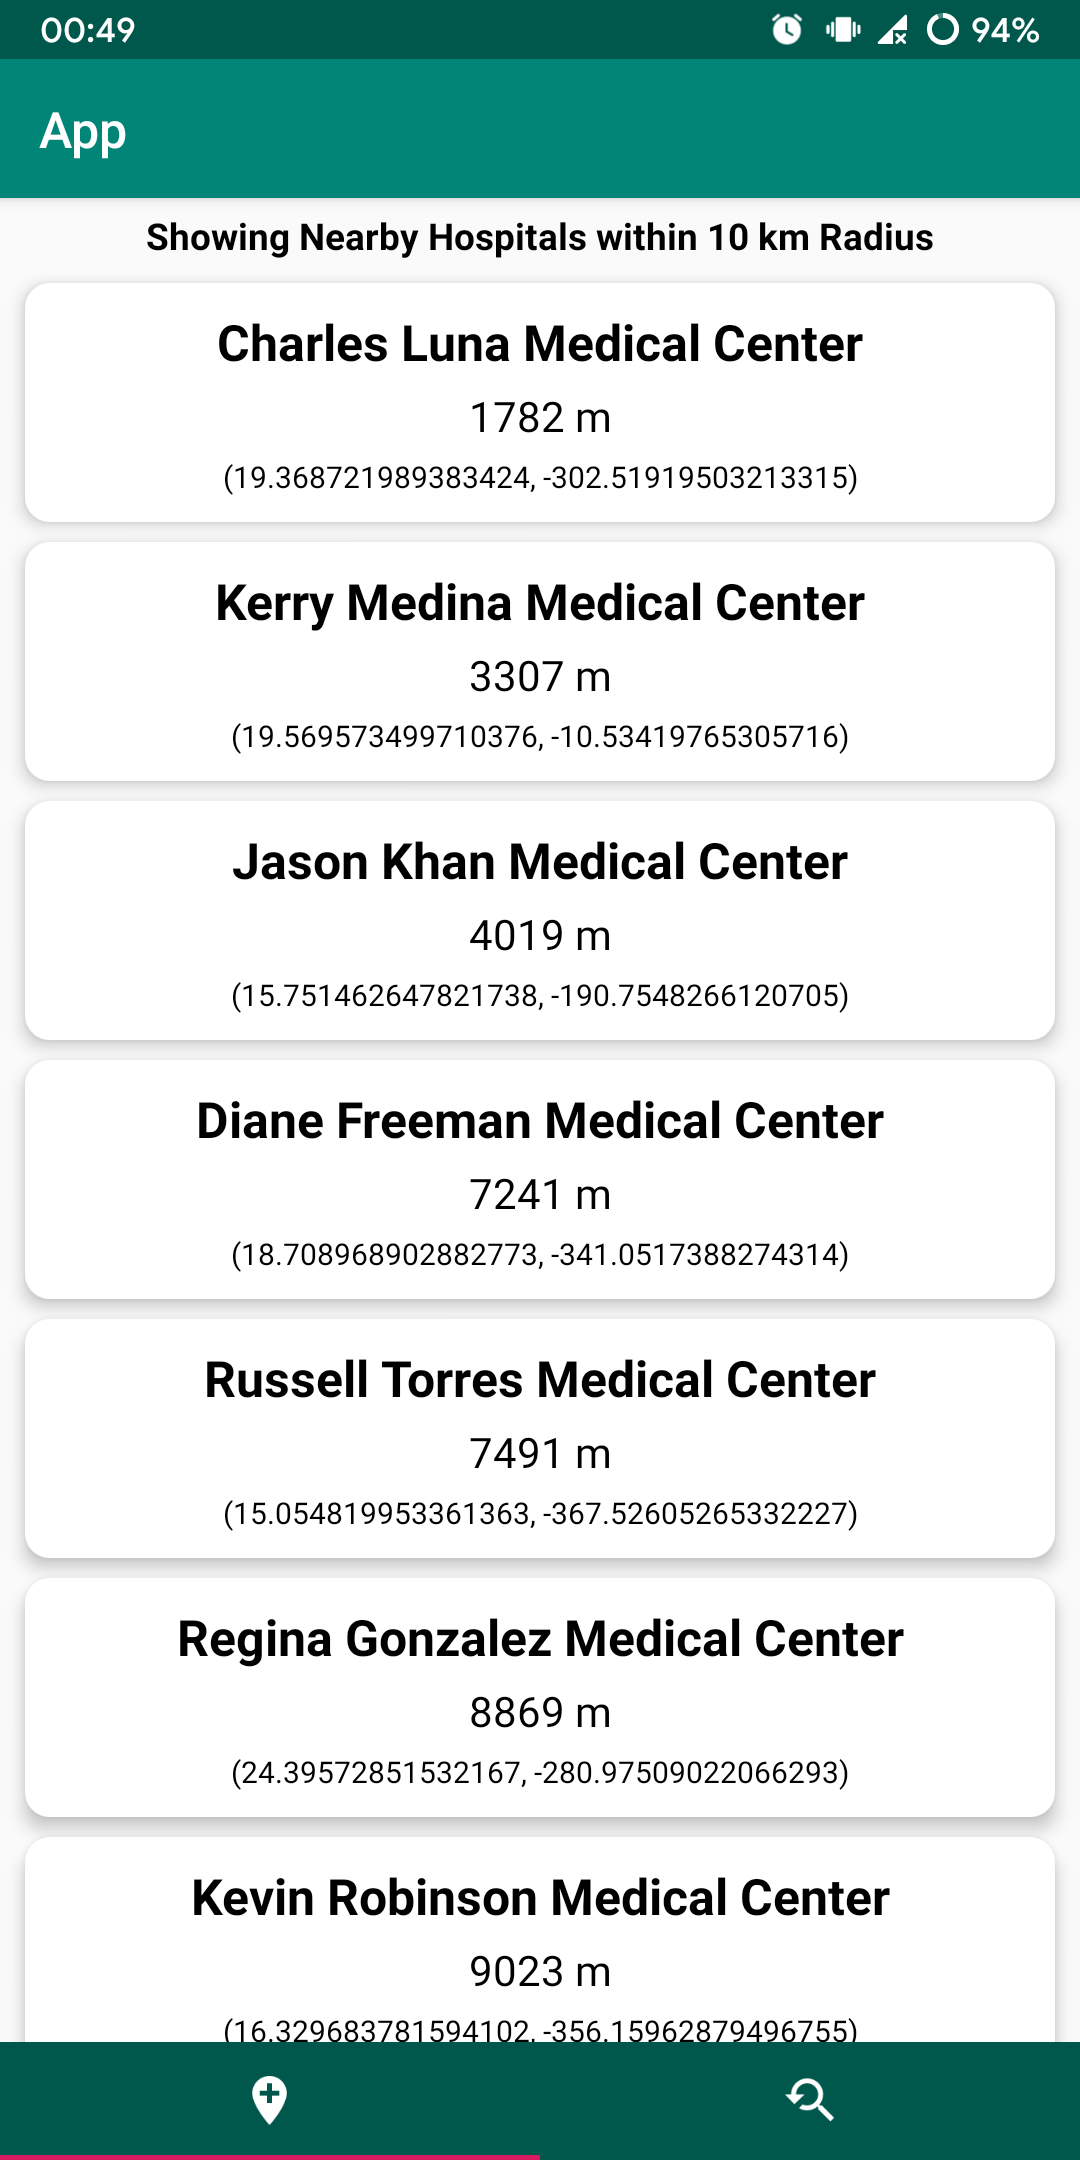 00:49
94%
App
Showing Nearby Hospitals within 10 km Radius
Charles Luna Medical Center
1782 m
(19.368721989383424, -302.51919503213315)
Kerry Medina Medical Center
3307 m
(19.569573499710376, -10.53419765305716)
Jason Khan Medical Center
4019 m
(15.751462647821738, -190.7548266120705)
Diane Freeman Medical Center
7241 m
(18.708968902882773, -341.0517388274314)
Russell Torres Medical Center
7491 m
(15.054819953361363, -367.52605265332227)
Regina Gonzalez Medical Center
8869 m
(24.39572851532167, -280.97509022066293)
Kevin Robinson Medical Center
9023 m
(16.329683781594102, -356.15962879496755)